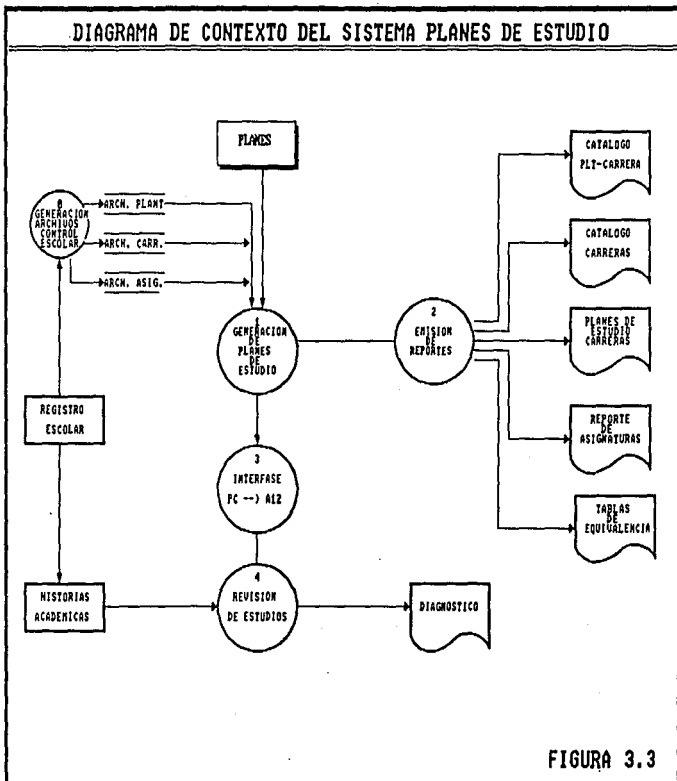 DIAGRAMA DE CONTEXTO DEL SISTEMA PLANES DE ESTUDIO
PLANES
0
GENERACION
ARCHIVOS
CONTROL
ESCOLAR
ARCH. PLANT
ARCH. CARR.
ARCH. ASIG.
1
GENERACION
DE
PLANES
DE
ESTUDIO
2
EMISION
DE
REPORTES
CATALOGO
PLT-CARRERA
CATALOGO
CARRERAS
PLANES DE
ESTUDIO
CARRERAS
REPORTE
DE
ASIGNATURAS
TABLAS
DE
EQUIVALENCIA
REGISTRO
ESCOLAR
3
INTERFASE
PC --> A12
HISTORIAS
ACADEMICAS
4
REVISION
DE ESTUDIOS
DIAGNOSTICO
FIGURA 3.3